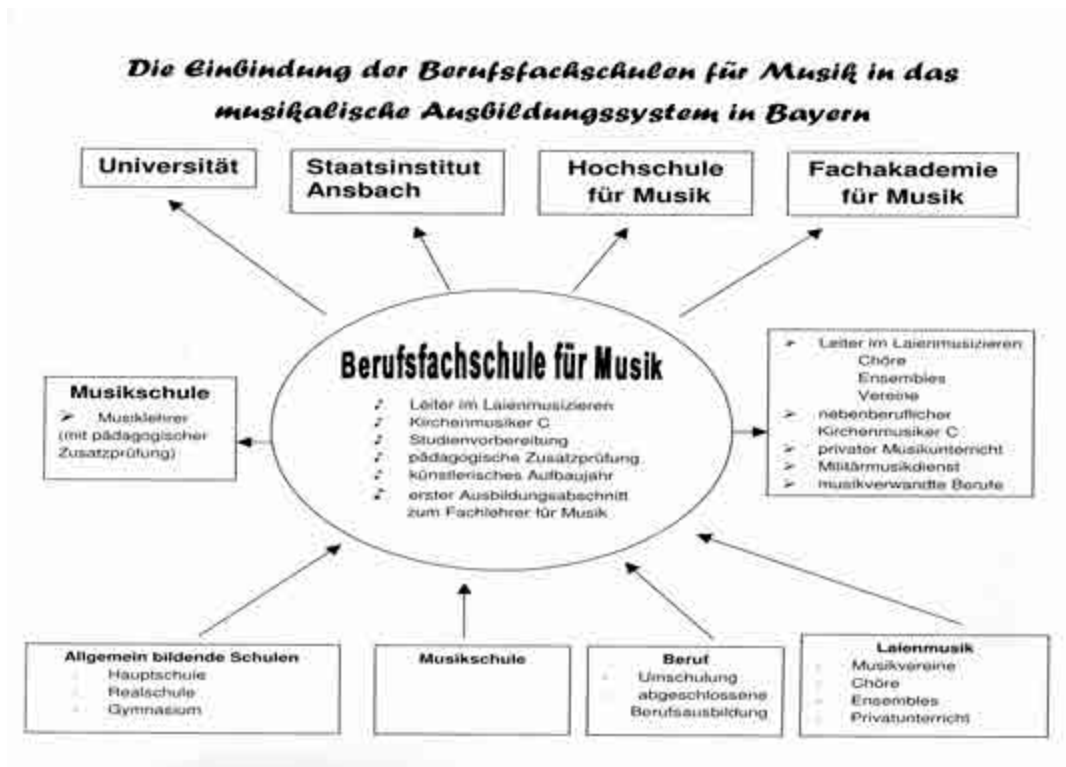 Die Einbindung der Berufsfachschulen für Musik in das
musikalische Ausbildungssystem in Bayern
Universität
Staatsinstitut
Ansbach
Hochschule
für Musik
Fachakademie
für Musik
Berufsfachschule für Musik
Leiter im Laienmusizieren
Kirchenmusiker C
Studienvorbereitung
pädagogische Zusatzprüfung
künstlerisches Aufbaujahr
erster Ausbildungsabschnitt
zum Fachlehrer für Musik
Musikschule
Musiklehrer
(mit pädagogischer
Zusatzprüfung)
Leiter im Laienmusizieren
Chöre
Ensembles
Vereine
nebenberuflicher
Kirchenmusiker C
privater Musikunterricht
Militärmusikdienst
musikverwandte Berufe
Allgemein bildende Schulen
Hauptschule
Realschule
Gymnasium
Musikschule
Beruf
Umschulung
abgeschlossene
Berufsausbildung
Laienmusik
Musikvereine
Chöre
Ensembles
Privatunterricht